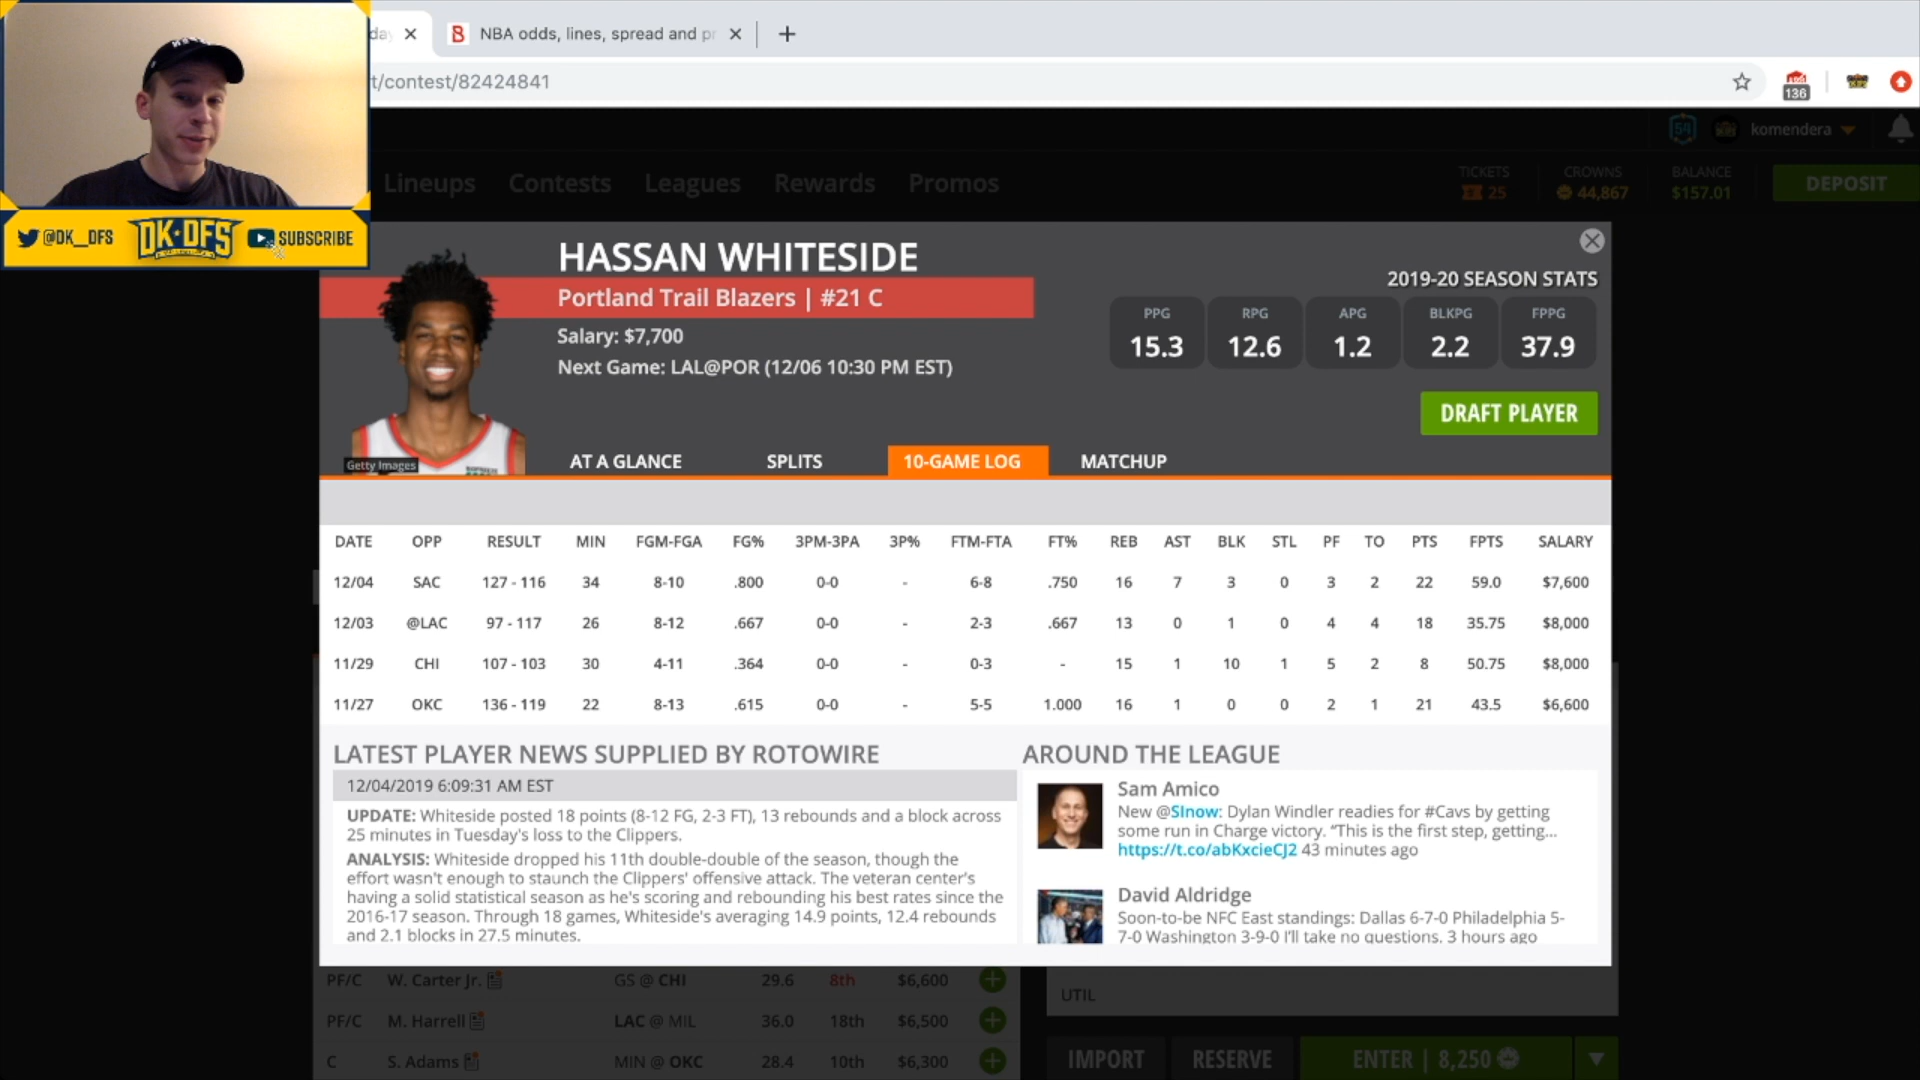 day
NBA odds, lines, spread and pr
t/contest/82424841
136
@DK__DFS
DK DFS
SUBSCRIBE
54
komendera
Lineups
Contests
Leagues
Rewards
Promos
TICKETS
25
CROWNS
44,867
BALANCE
$157.01
DEPOSIT
HASSAN WHITESIDE
Portland Trail Blazers | #21 C
Salary: $7,700
Next Game: LAL@POR (12/06 10:30 PM EST)
2019-20 SEASON STATS
PPG RPG APG BLKPG FPPG
15.3 12.6 1.2 2.2 37.9
DRAFT PLAYER
Getty Images
AT A GLANCE SPLITS 10-GAME LOG MATCHUP
DATE OPP RESULT MIN FGM-FGA FG% 3PM-3PA 3P% FTM-FTA FT% REB AST BLK STL PF TO PTS FPTS SALARY
12/04 SAC 127 - 116 34 8-10 .800 0-0 - 6-8 .750 16 7 3 0 3 2 22 59.0 $7,600
12/03 @LAC 97 - 117 26 8-12 .667 0-0 - 2-3 .667 13 0 1 0 4 4 18 35.75 $8,000
11/29 CHI 107 - 103 30 4-11 .364 0-0 - 0-3 - 15 1 10 1 5 2 8 50.75 $8,000
11/27 OKC 136 - 119 22 8-13 .615 0-0 - 5-5 1.000 16 1 0 0 2 1 21 43.5 $6,600
LATEST PLAYER NEWS SUPPLIED BY ROTOWIRE
12/04/2019 6:09:31 AM EST
UPDATE: Whiteside posted 18 points (8-12 FG, 2-3 FT), 13 rebounds and a block across
25 minutes in Tuesday's loss to the Clippers.
ANALYSIS: Whiteside dropped his 11th double-double of the season, though the
effort wasn't enough to staunch the Clippers' offensive attack. The veteran center's
having a solid statistical season as he's scoring and rebounding his best rates since the
2016-17 season. Through 18 games, Whiteside's averaging 14.9 points, 12.4 rebounds
and 2.1 blocks in 27.5 minutes.
AROUND THE LEAGUE
Sam Amico
New @SInow: Dylan Windler readies for #Cavs by getting
some run in Charge victory. “This is the first step, getting...
https://t.co/abKxcieCJ2 43 minutes ago
David Aldridge
Soon-to-be NFC East standings: Dallas 6-7-0 Philadelphia 5-
7-0 Washington 3-9-0 I'll take no questions. 3 hours ago
PF/C W. Carter Jr. GS @ CHI 29.6 8th $6,600
PF/C M. Harrell LAC @ MIL 36.0 18th $6,500
C S. Adams MIN @ OKC 28.4 10th $6,300
UTIL
IMPORT
RESERVE
ENTER | 8,250